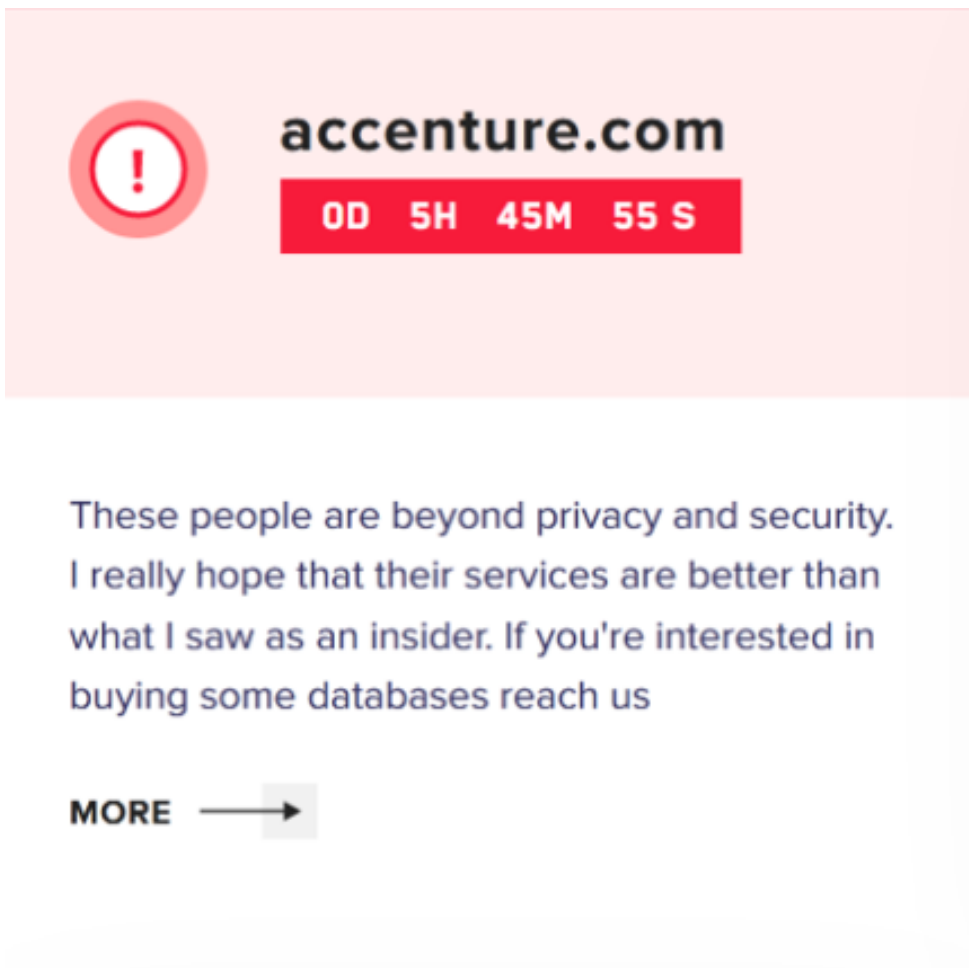 !
accenture.com
0D 5H 45M 55 S
These people are beyond privacy and security.
I really hope that their services are better than
what I saw as an insider. If you're interested in
buying some databases reach us
MORE